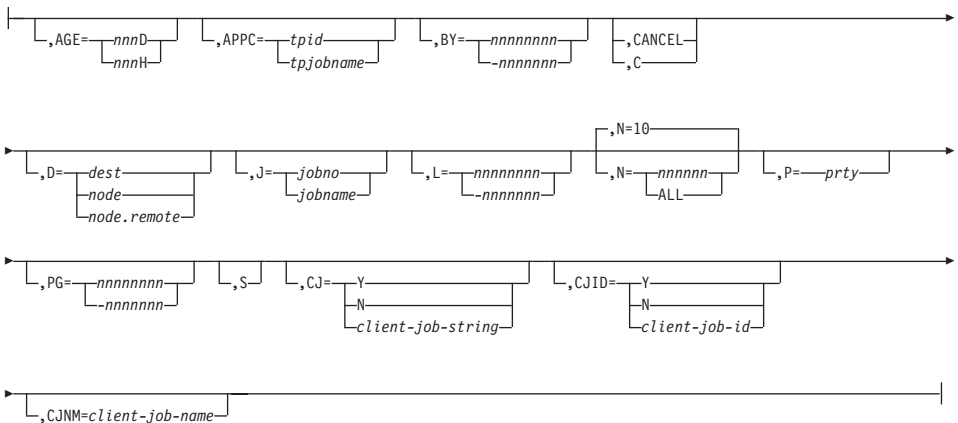 ,AGE= nnnD ,APPC= tpid ,BY= nnnnnnnn ,CANCEL
nnnH tpjobname -nnnnnnn ,C
,N=10
,D= dest ,J= jobno ,L= nnnnnnnn ,N= nnnnnn ,P= prty
node jobname -nnnnnnn ALL
node.remote
,PG= nnnnnnnn ,S ,CJ= Y ,CJID= Y
-nnnnnnn N N
client-job-string client-job-id
,CJNM=client-job-name